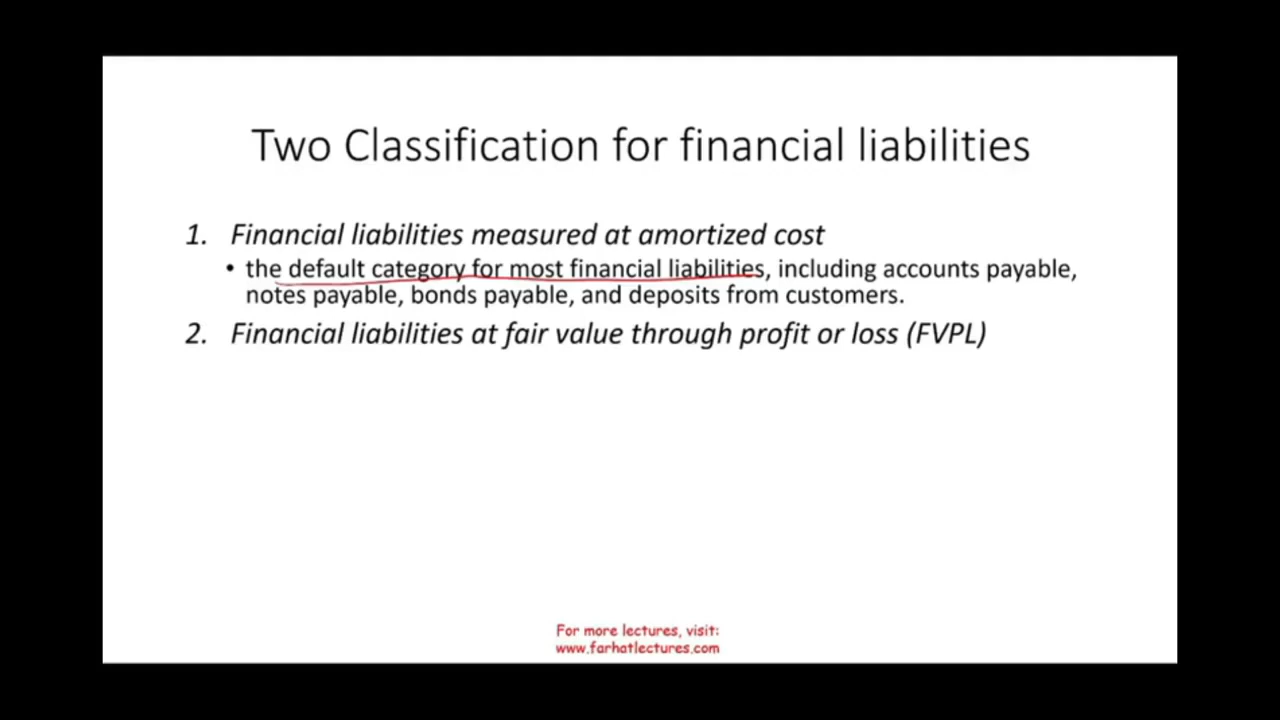 Two Classification for financial liabilities
1. Financial liabilities measured at amortized cost
• the default category for most financial liabilities, including accounts payable,
notes payable, bonds payable, and deposits from customers.
2. Financial liabilities at fair value through profit or loss (FVPL)
For more lectures, visit:
www.farhatlectures.com